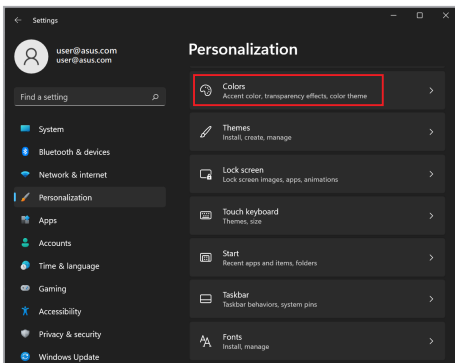 Settings
user@asus.com
user@asus.com
Find a setting
System
Bluetooth & devices
Network & internet
Personalization
Apps
Accounts
Time & language
Gaming
Accessibility
Privacy & security
Windows Update
Personalization
Colors
Accent color, transparency effects, color theme
Themes
Install, create, manage
Lock screen
Lock screen images, apps, animations
Touch keyboard
Themes, size
Start
Recent apps and items, folders
Taskbar
Taskbar behaviors, system pins
Fonts
Install, manage